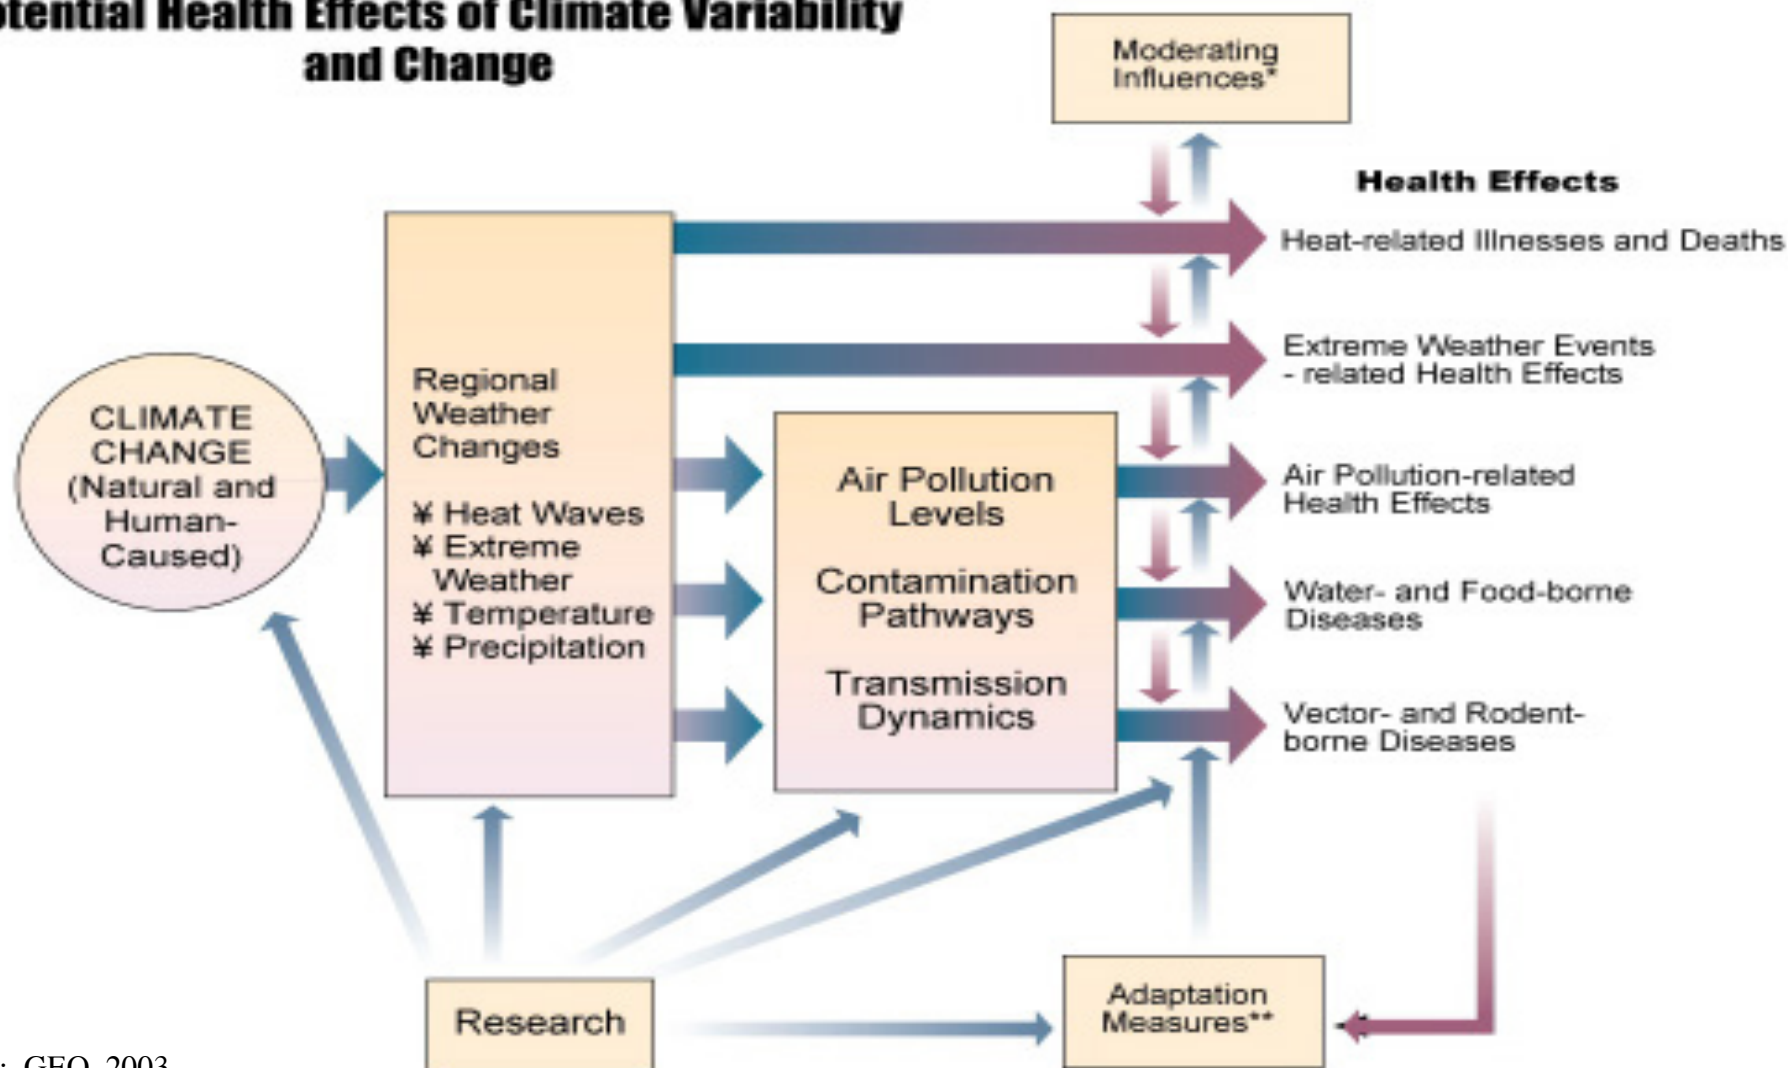 otential Health Effects of Climate Variability
and Change
Moderating
Influences*
Health Effects
Heat-related Illnesses and Deaths
Extreme Weather Events
- related Health Effects
Air Pollution-related
Health Effects
Water- and Food-borne
Diseases
Vector- and Rodent-
borne Diseases
CLIMATE
CHANGE
(Natural and
Human-
Caused)
Regional
Weather
Changes
¥ Heat Waves
¥ Extreme
Weather
¥ Temperature
¥ Precipitation
Air Pollution
Levels
Contamination
Pathways
Transmission
Dynamics
Research
Adaptation
Measures**
: GEO, 2003